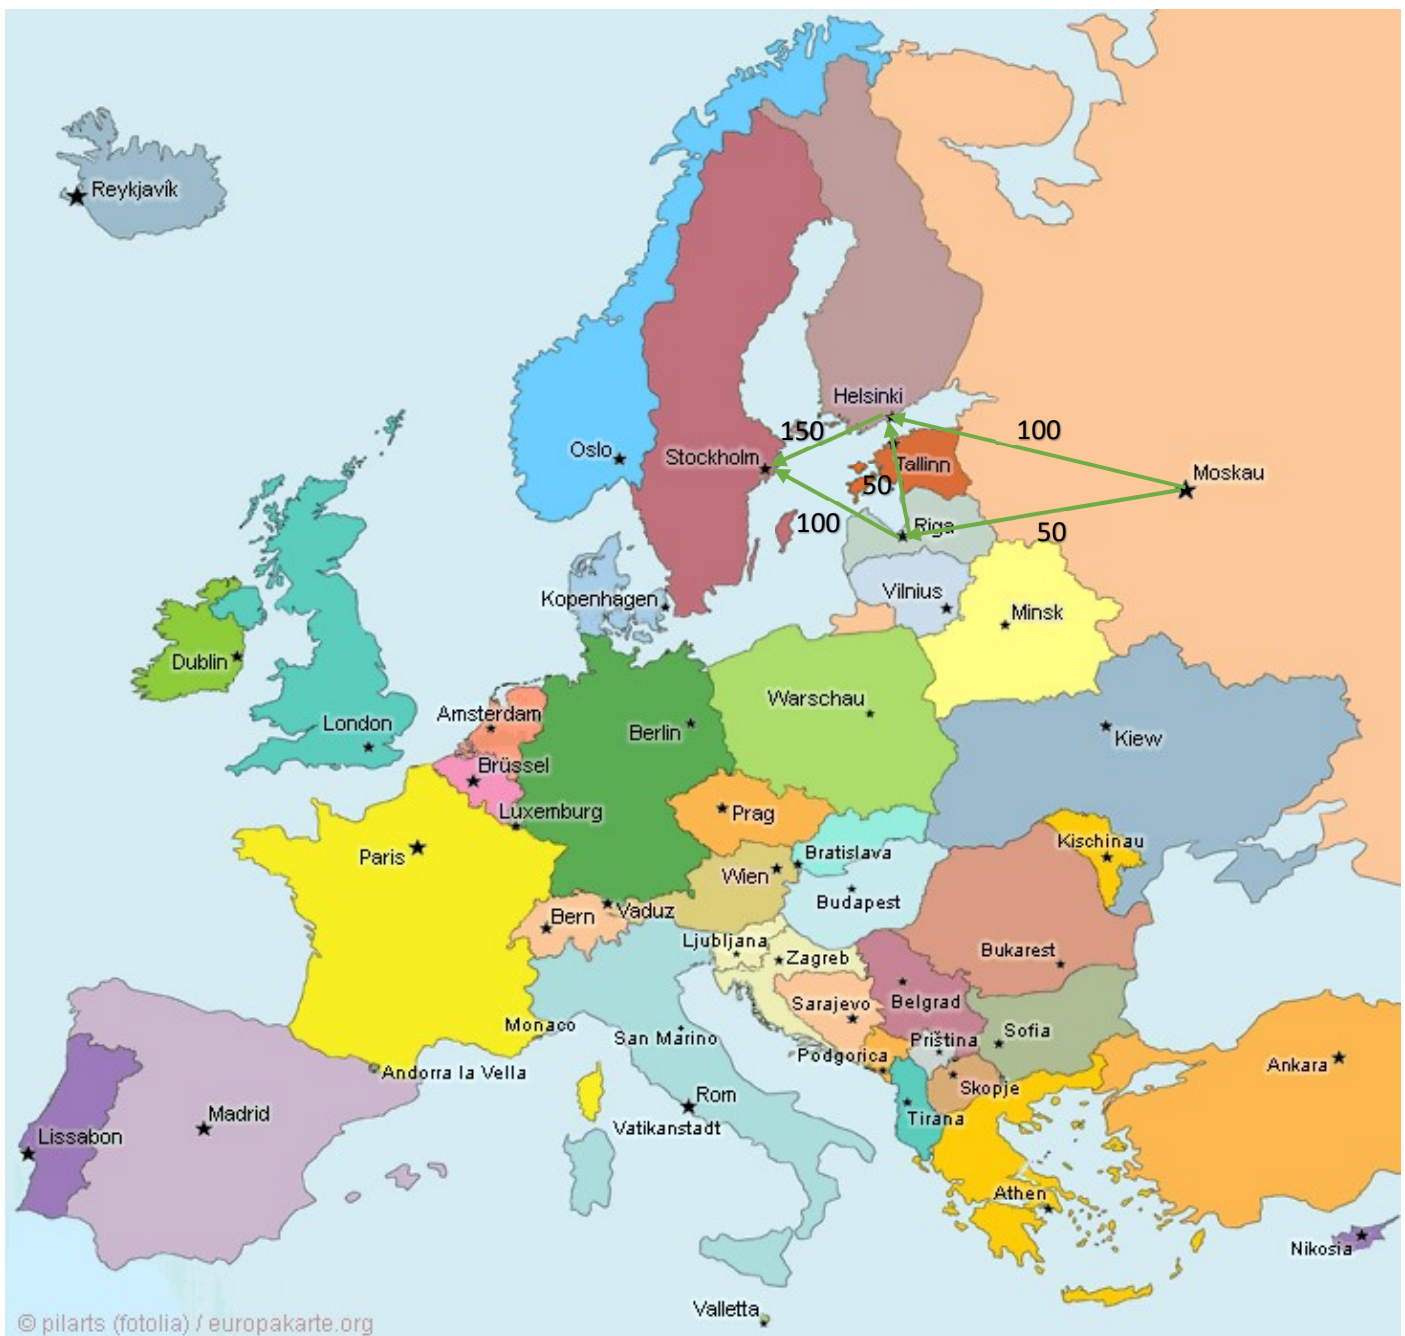 Reykjavík
Helsinki
150
100
Oslo
Stockholm
Tallinn
Moskau
50
100
Riga
50
Kopenhagen
Vilnius
Minsk
Dublin
London
Amsterdam
Berlin
Warschau
Kiew
Brüssel
Luxemburg
Prag
Paris
Bratislava
Kischinau
Wien
Budapest
Bern
Vaduz
Ljubljana
Zagreb
Bukarest
Sarajevo
Belgrad
Monaco
San Marino
Priština
Sofia
Podgorica
Andorra la Vella
Skopje
Ankara
Madrid
Rom
Tirana
Lissabon
Vatikanstadt
Athen
Nikosia
Valletta
© pilarts (fotolia) / europakarte.org